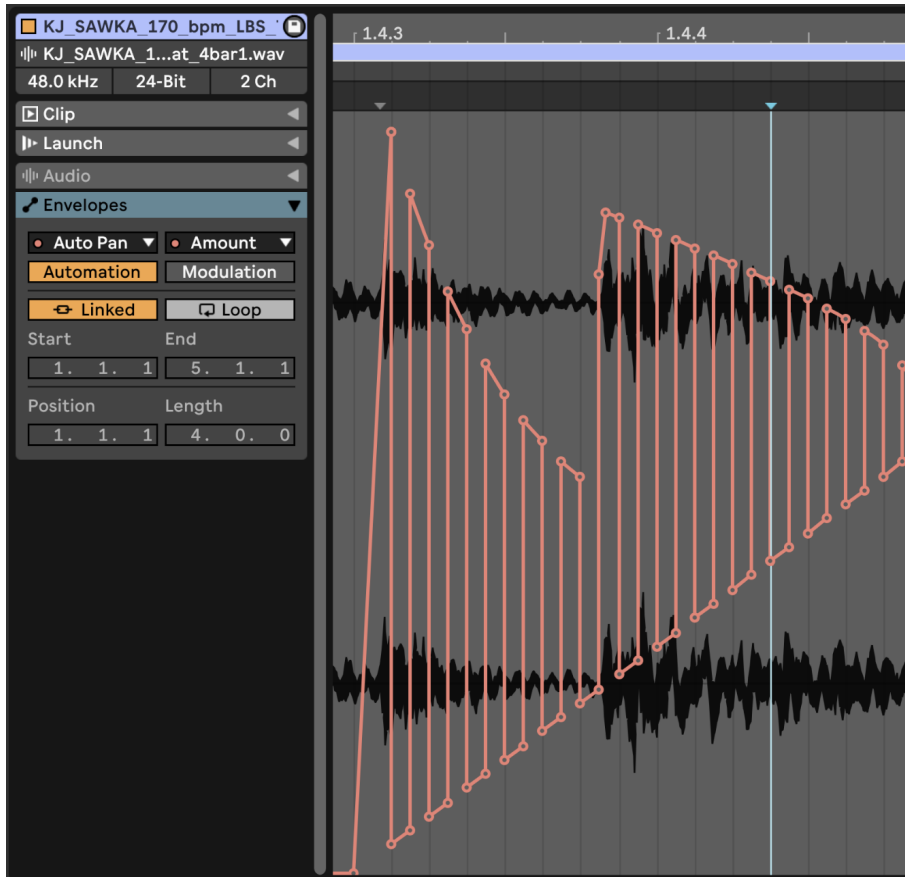 KJ_SAWKA_170_bpm_LBS_
KJ_SAWKA_1...at_4bar1.wav
48.0 kHz 24-Bit 2 Ch
Clip
Launch
Audio
Envelopes
Auto Pan Amount
Automation Modulation
Linked Loop
Start End
1. 1. 1 5. 1. 1
Position Length
1. 1. 1 4. 0. 0
1.4.3 1.4.4